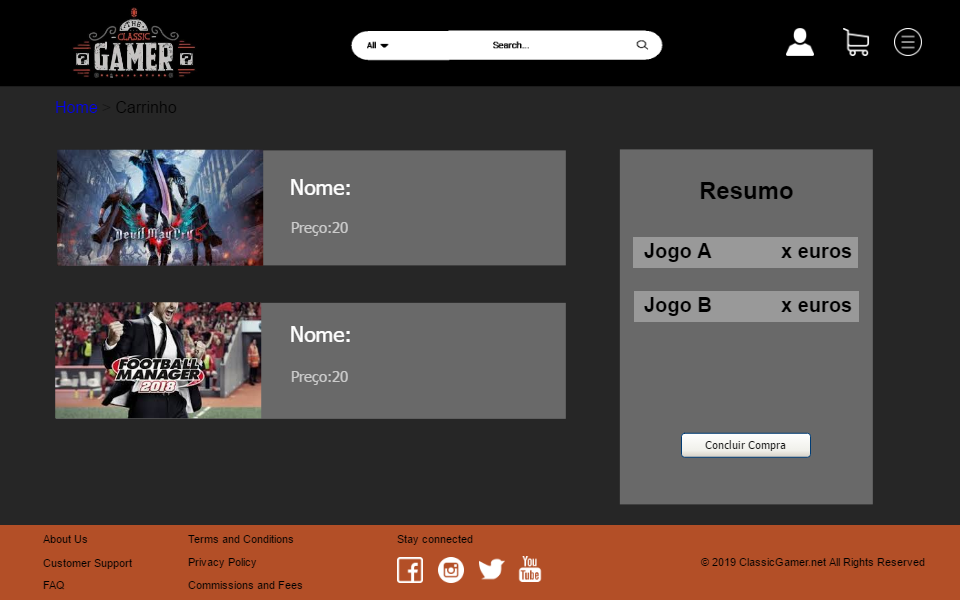 THE
CLASSIC
GAMER
All
Search...
Home > Carrinho
Devil May Cry 5
Nome:
Preço:20
FOOTBALL
MANAGER
2018
Nome:
Preço:20
Resumo
Jogo A x euros
Jogo B x euros
Concluir Compra
About Us
Customer Support
FAQ
Terms and Conditions
Privacy Policy
Commissions and Fees
Stay connected
You
Tube
© 2019 ClassicGamer.net All Rights Reserved